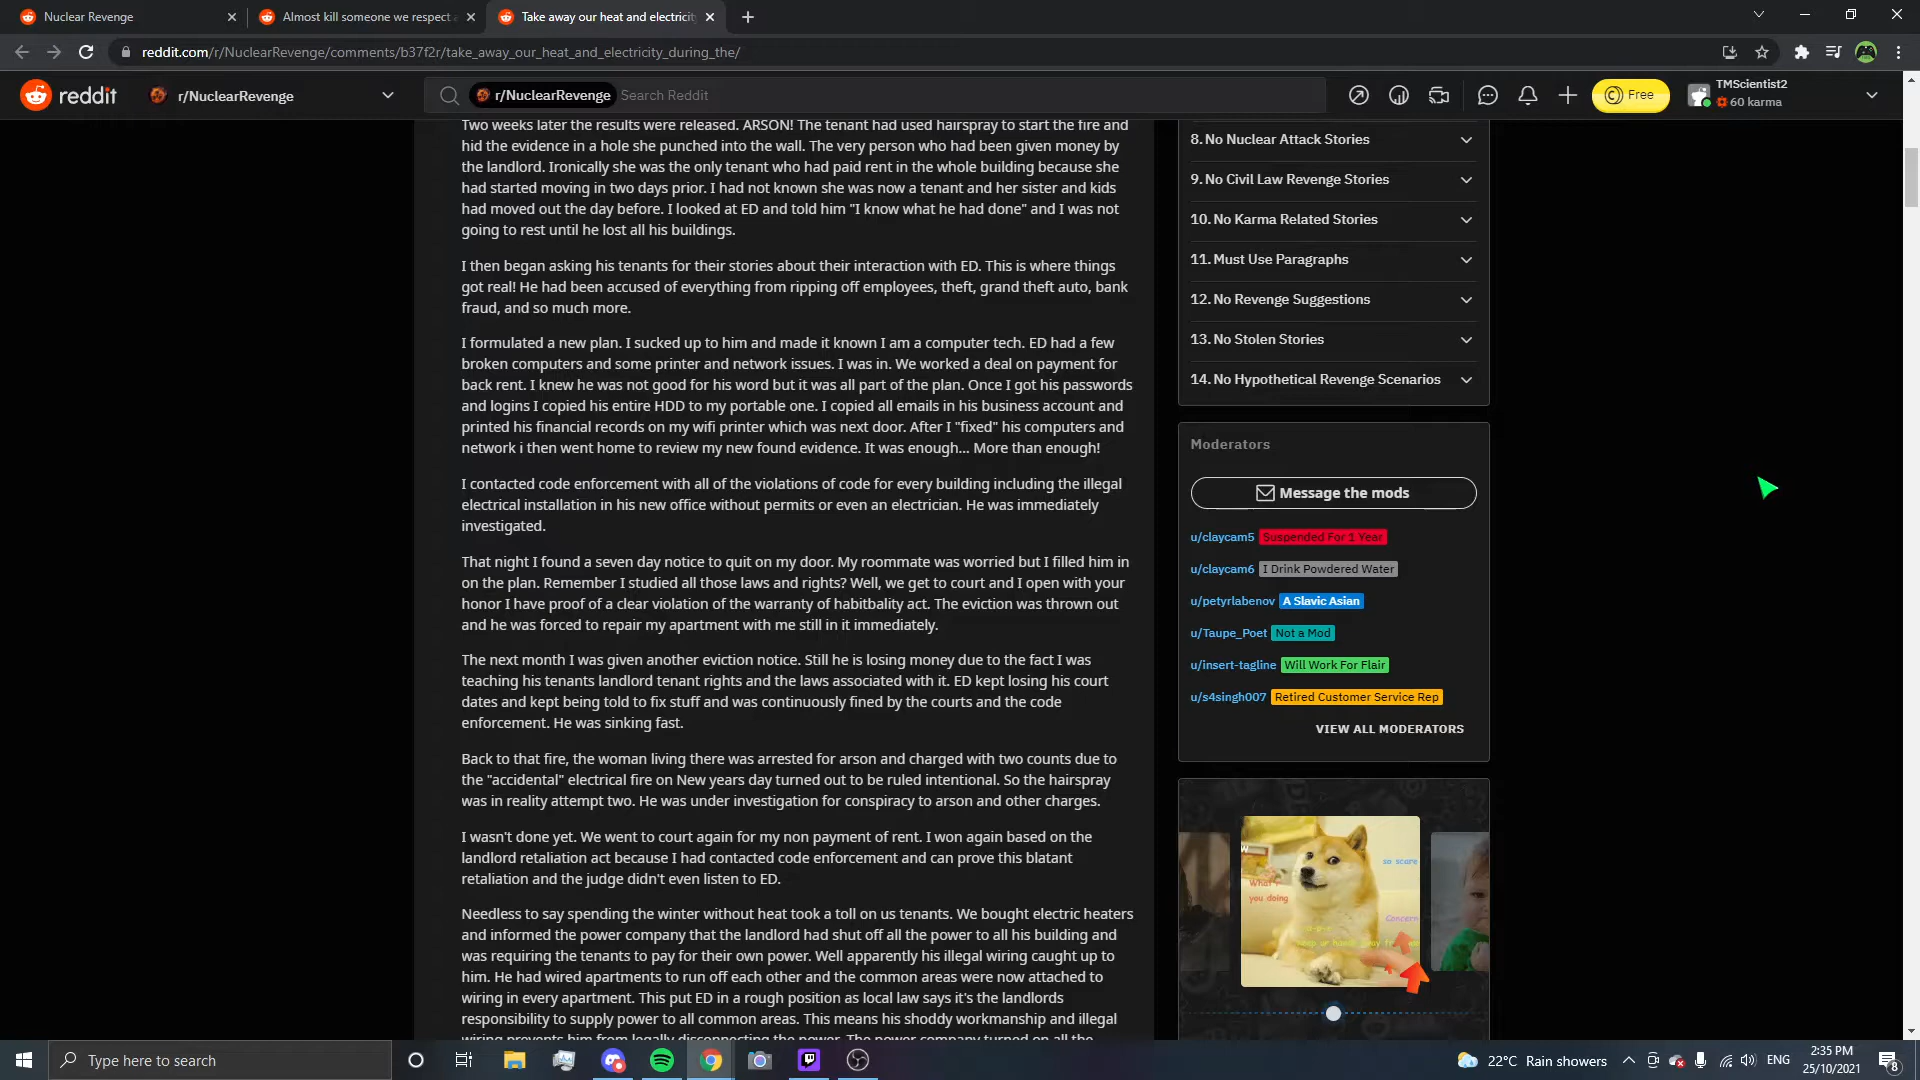 Nuclear Revenge
Almost kill someone we respect
Take away our heat and electricity
reddit.com/r/NuclearRevenge/comments/b37f2r/take_away_our_heat_and_electricity_during_the/
reddit
r/NuclearRevenge
r/NuclearRevenge
Search Reddit
Free
TMScientist2
60 karma
Two weeks later the results were released. ARSON! The tenant had used hairspray to start the fire and
hid the evidence in a hole she punched into the wall. The very person who had been given money by
the landlord. Ironically she was the only tenant who had paid rent in the whole building because she
had started moving in two days prior. I had not known she was now a tenant and her sister and kids
had moved out the day before. I looked at ED and told him "I know what he had done" and I was not
going to rest until he lost all his buildings.
I then began asking his tenants for their stories about their interaction with ED. This is where things
got real! He had been accused of everything from ripping off employees, theft, grand theft auto, bank
fraud, and so much more.
I formulated a new plan. I sucked up to him and made it known I am a computer tech. ED had a few
broken computers and some printer and network issues. I was in. We worked a deal on payment for
back rent. I knew he was not good for his word but it was all part of the plan. Once I got his passwords
and logins I copied his entire HDD to my portable one. I copied all emails in his business account and
printed his financial records on my wifi printer which was next door. After I "fixed" his computers and
network i then went home to review my new found evidence. It was enough... More than enough!
I contacted code enforcement with all of the violations of code for every building including the illegal
electrical installation in his new office without permits or even an electrician. He was immediately
investigated.
That night I found a seven day notice to quit on my door. My roommate was worried but I filled him in
on the plan. Remember I studied all those laws and rights? Well, we get to court and I open with your
honor I have proof of a clear violation of the warranty of habitbality act. The eviction was thrown out
and he was forced to repair my apartment with me still in it immediately.
The next month I was given another eviction notice. Still he is losing money due to the fact I was
teaching his tenants landlord tenant rights and the laws associated with it. ED kept losing his court
dates and kept being told to fix stuff and was continuously fined by the courts and the code
enforcement. He was sinking fast.
Back to that fire, the woman living there was arrested for arson and charged with two counts due to
the "accidental" electrical fire on New years day turned out to be ruled intentional. So the hairspray
was in reality attempt two. He was under investigation for conspiracy to arson and other charges.
I wasn't done yet. We went to court again for my non payment of rent. I won again based on the
landlord retaliation act because I had contacted code enforcement and can prove this blatant
retaliation and the judge didn't even listen to ED.
Needless to say spending the winter without heat took a toll on us tenants. We bought electric heaters
and informed the power company that the landlord had shut off all the power to all his building and
was requiring the tenants to pay for their own power. Well apparently his illegal wiring caught up to
him. He had wired apartments to run off each other and the common areas were now attached to
wiring in every apartment. This put ED in a rough position as local law says it's the landlords
responsibility to supply power to all common areas. This means his shoddy workmanship and illegal
wiring prevents him from legally disconnecting the power. The power company turned on all the
8. No Nuclear Attack Stories
9. No Civil Law Revenge Stories
10. No Karma Related Stories
11. Must Use Paragraphs
12. No Revenge Suggestions
13. No Stolen Stories
14. No Hypothetical Revenge Scenarios
Moderators
Message the mods
u/claycam5 Suspended For 1 Year
u/claycam6 I Drink Powdered Water
u/petyrlabenov A Slavic Asian
u/Taupe_Poet Not a Mod
u/insert-tagline Will Work For Flair
u/s4singh007 Retired Customer Service Rep
VIEW ALL MODERATORS
so scare
What r
you doing
Concern
Type here to search
22°C Rain showers
ENG
2:35 PM
25/10/2021
8